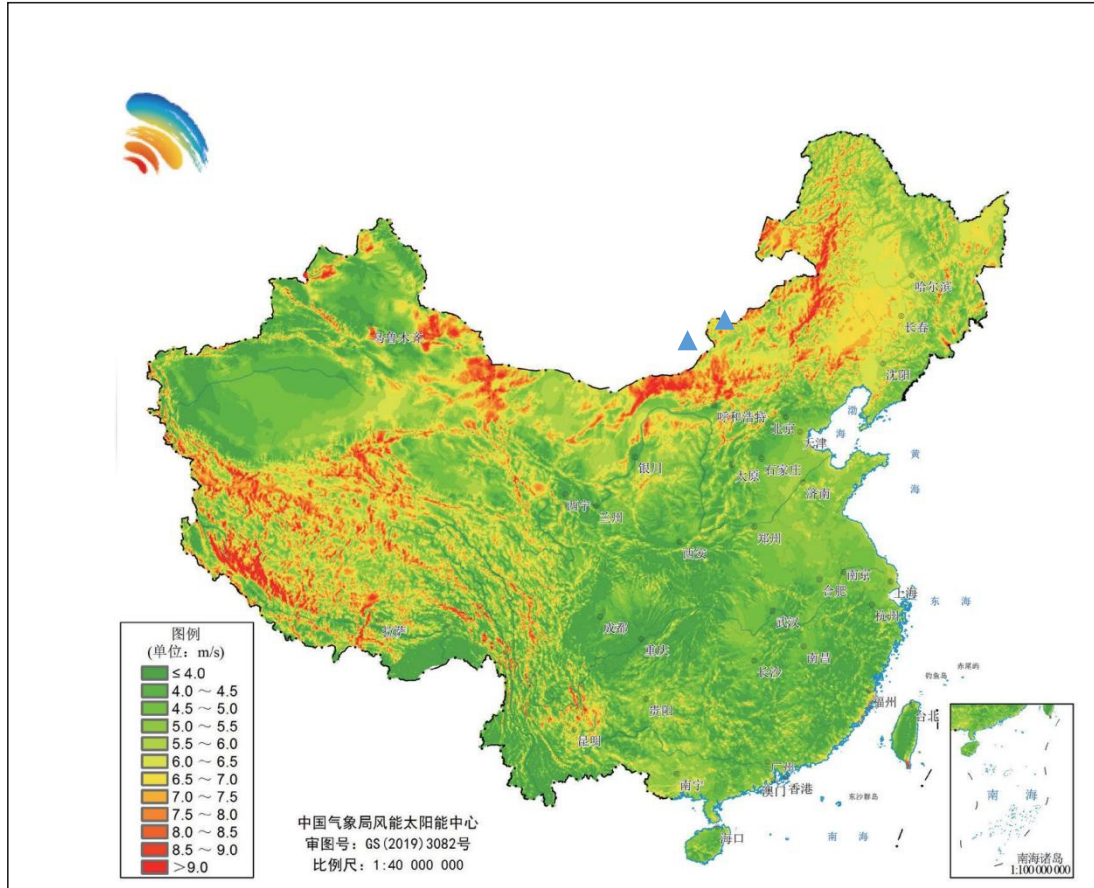 哈尔滨
长春
乌鲁木齐
沈阳
呼和浩特
北京
渤
海
天津
银川
太原
石家庄
黄
海
济南
西宁
兰州
郑州
西安
南京
合肥
上海
东 海
杭州
武汉
成都
拉萨
重庆
南昌
长沙
钓鱼岛
赤尾屿
贵阳
福州
台北
昆明
广州
南宁
澳门
香港
东沙群岛
南 海
海口
图例
(单位：m/s)
≤4.0
4.0～4.5
4.5～5.0
5.0～5.5
5.5～6.0
6.0～6.5
6.5～7.0
7.0～7.5
7.5～8.0
8.0～8.5
8.5～9.0
＞9.0
中国气象局风能太阳能中心
审图号：GS(2019)3082号
比例尺：1:40 000 000
南 海
南海诸岛
1:100 000 000